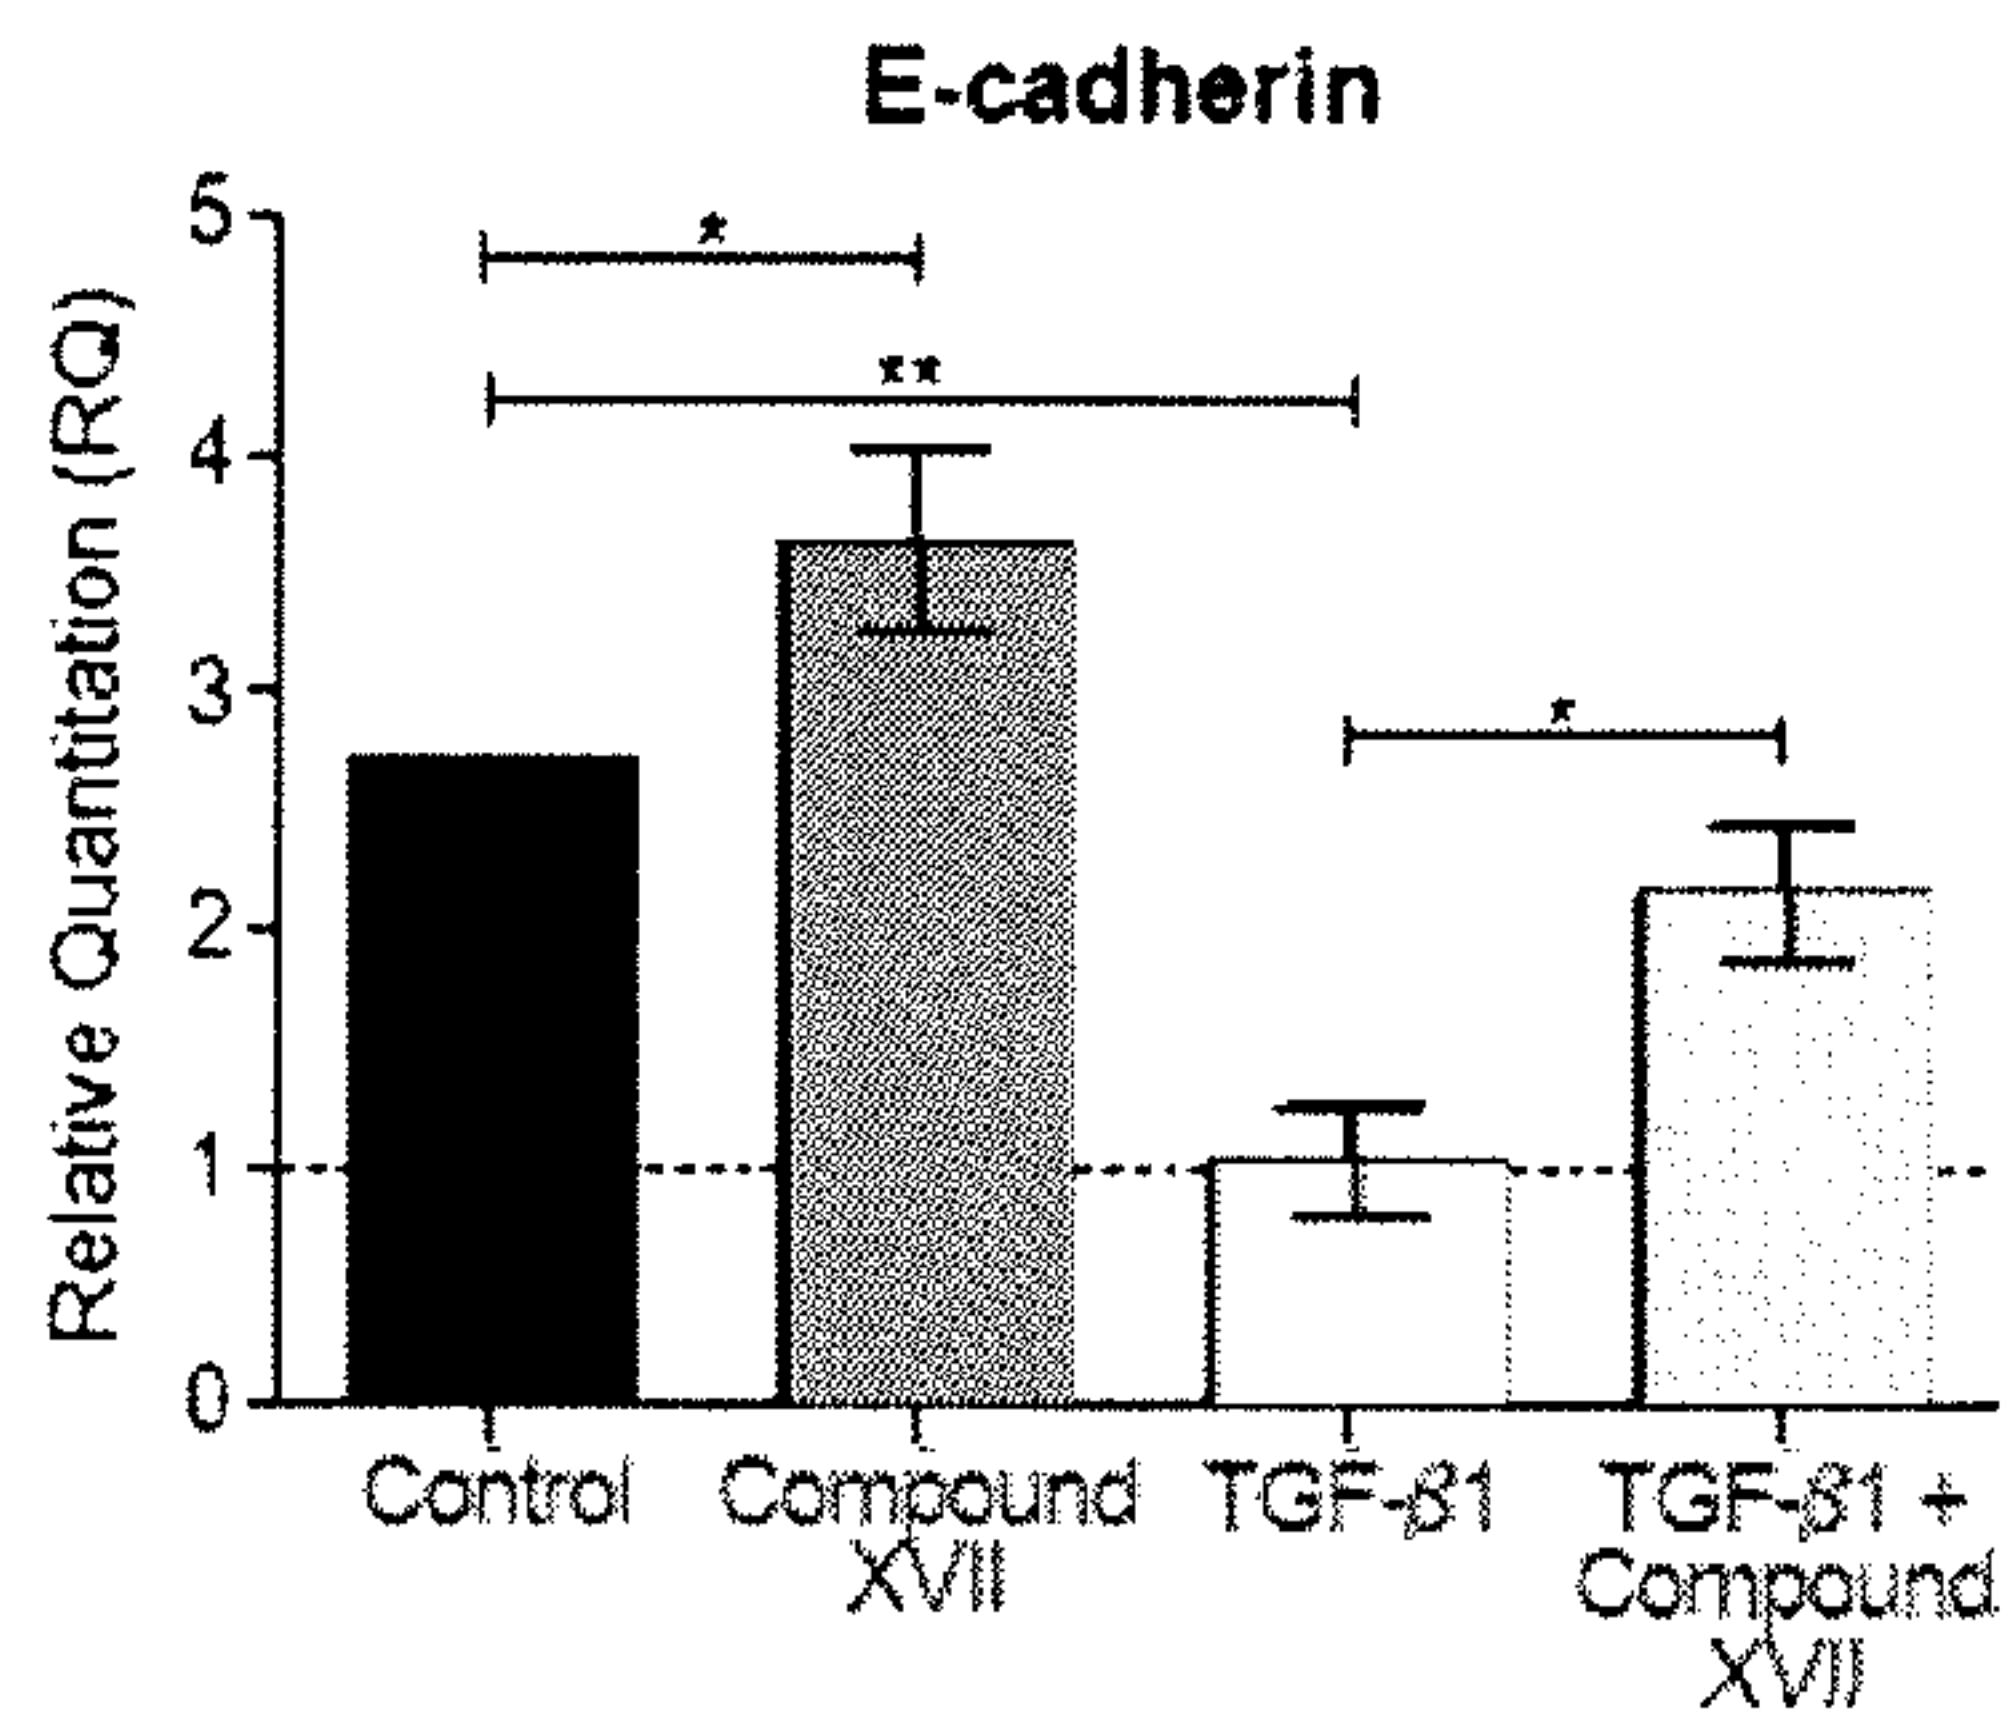 E-cadherin
Relative Quantitation (RQ)
5
4
3
2
1
0
*
**
*
Control
Compound
XVII
TGF-β1
TGF-β1 +
Compound
XVII